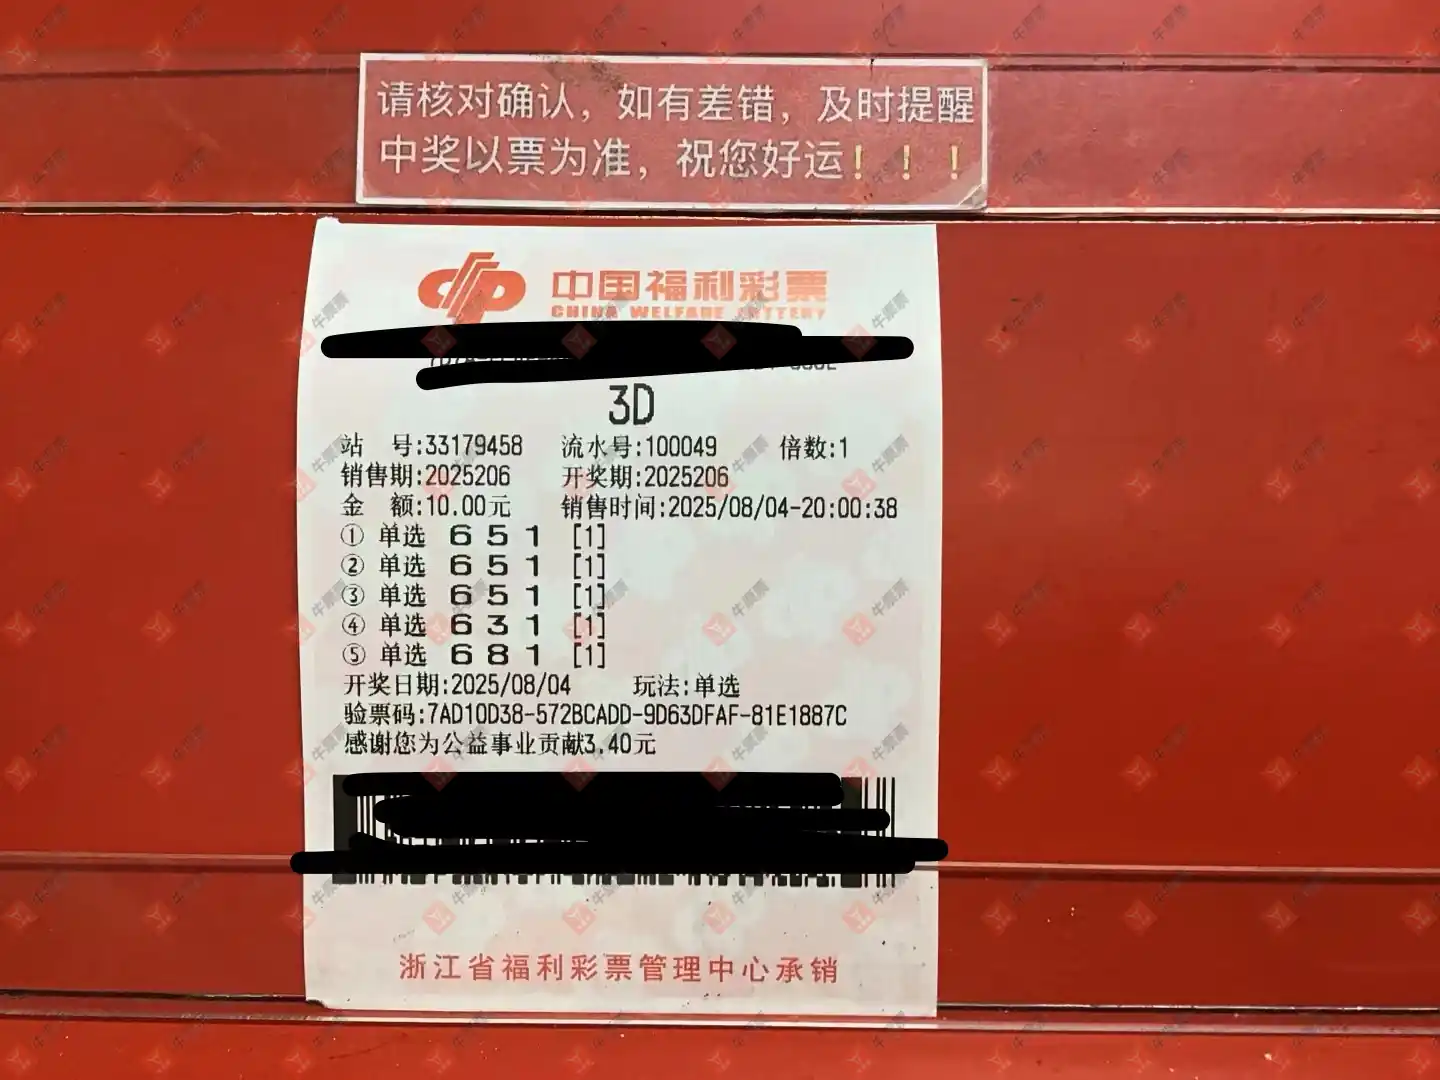 请核对确认，如有差错，及时提醒
中奖以票为准，祝您好运！！！
中国福利彩票
CHINA WELFARE LOTTERY
3D
站 号:33179458 流水号:100049 倍数:1
销售期:2025206 开奖期:2025206
金 额:10.00元 销售时间:2025/08/04-20:00:38
① 单选 6 5 1 [1]
② 单选 6 5 1 [1]
③ 单选 6 5 1 [1]
④ 单选 6 3 1 [1]
⑤ 单选 6 8 1 [1]
开奖日期:2025/08/04 玩法:单选
验票码:7AD10D38-572BCADD-9D63DFAF-81E1887C
感谢您为公益事业贡献3.40元
浙江省福利彩票管理中心承销
牛票票